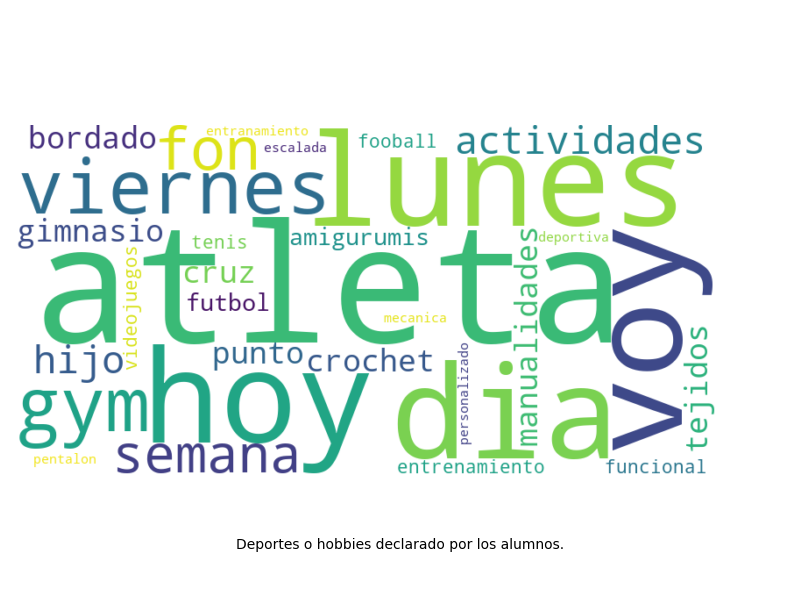 entranamiento
bordado
fon
escalada
fooball
actividades
viernes
lunes
gimnasio
tenis
amigurumis
deportiva
atleta
cruz
videojuegos
futbol
mecanica
manualidades
voy
hijo
punto
crochet
personalizado
tejidos
gym
hoy
dia
semana
pentalon
entrenamiento
funcional
Deportes o hobbies declarado por los alumnos.